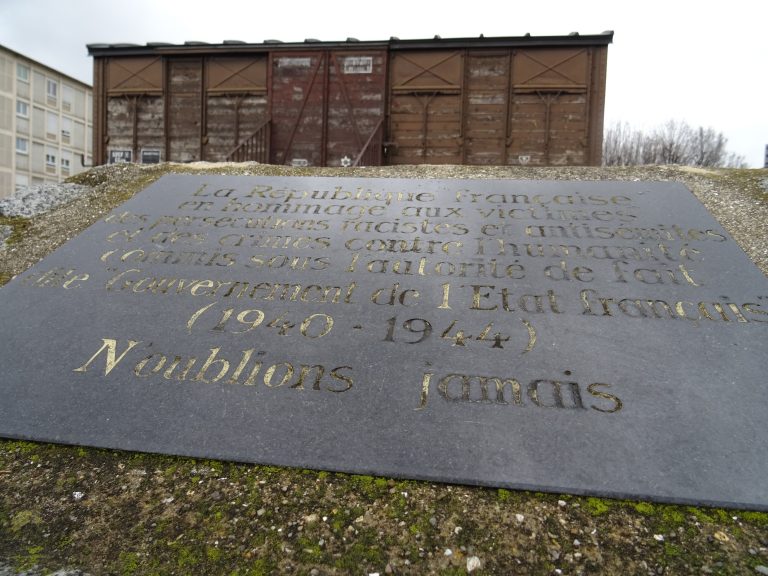 La République française
en hommage aux victimes
des persécutions racistes et antisémites
et des crimes contre l'humanité
commis sous l'autorité de fait
dite "Gouvernement de l'Etat français"
(1940 - 1944)
N'oublions jamais